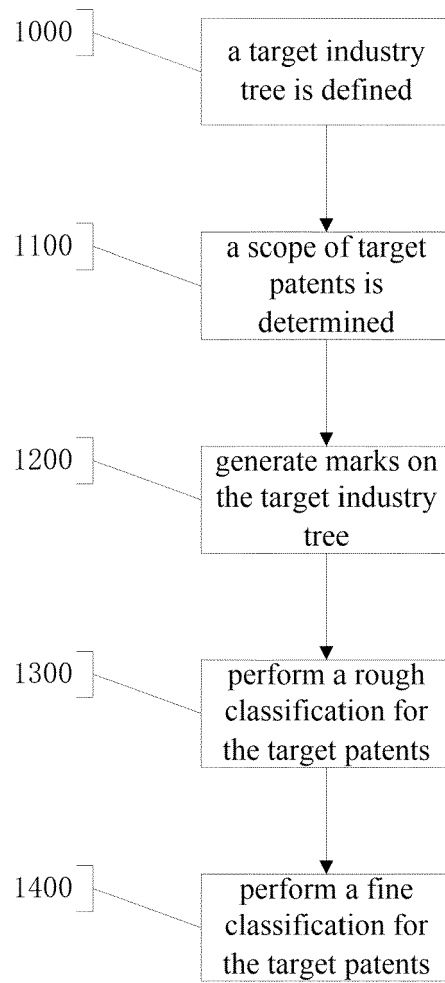 1000
a target industry
tree is defined
1100
a scope of target
patents is
determined
1200
generate marks on
the target industry
tree
1300
perform a rough
classification for
the target patents
1400
perform a fine
classification for
the target patents